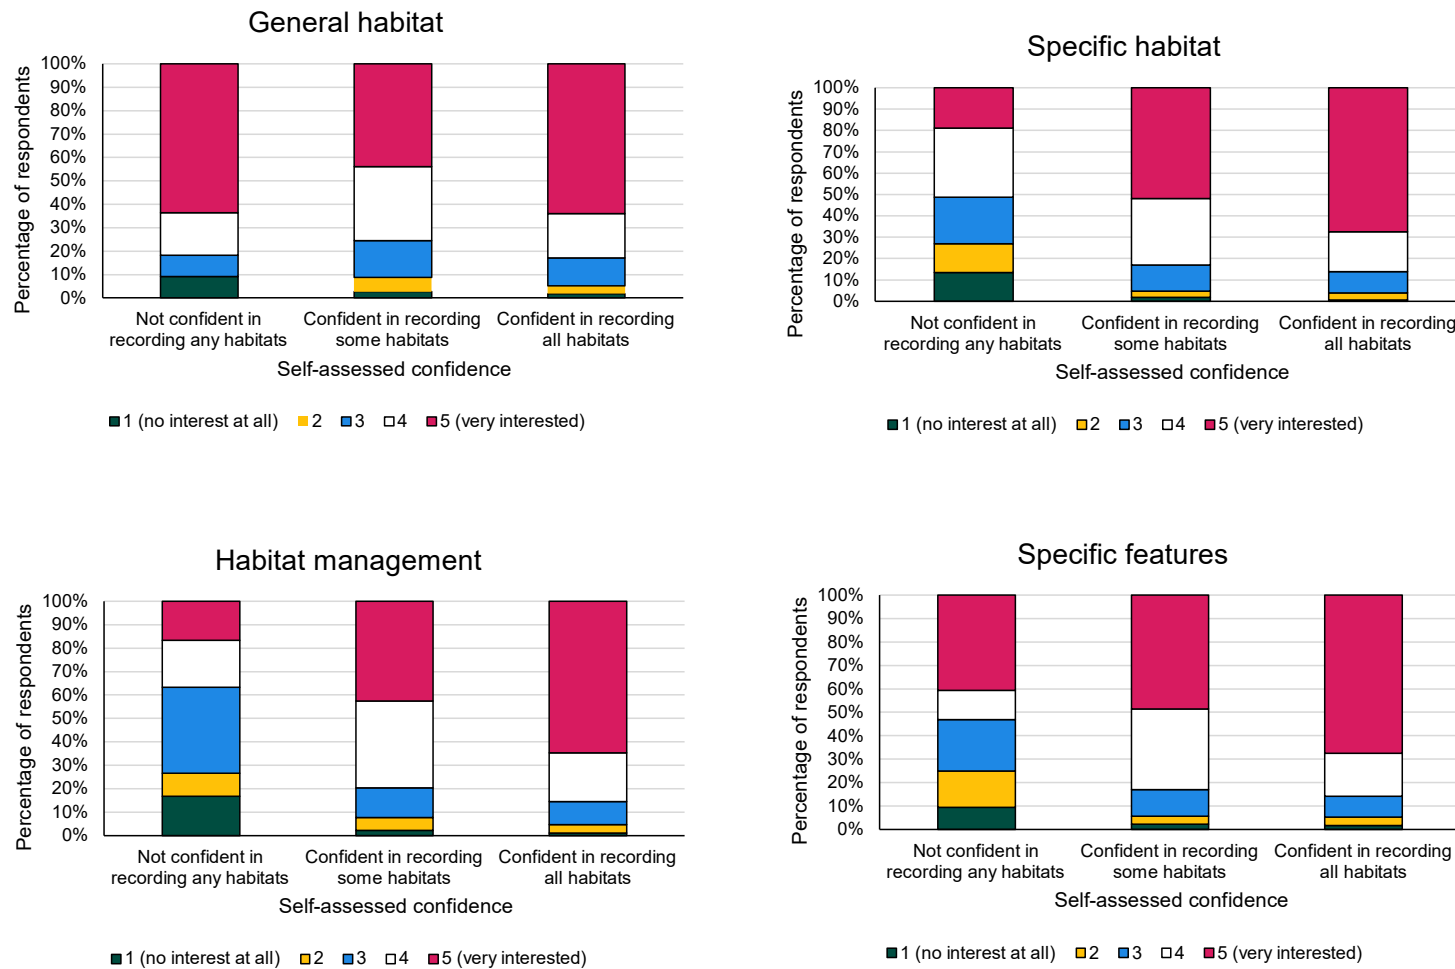 General habitat
Percentage of respondents
100%
90%
80%
70%
60%
50%
40%
30%
20%
10%
0%
Not confident in
recording any habitats
Confident in recording
some habitats
Confident in recording
all habitats
Self-assessed confidence
1 (no interest at all) 2 3 4 5 (very interested)
Specific habitat
Percentage of respondents
100%
90%
80%
70%
60%
50%
40%
30%
20%
10%
0%
Not confident in
recording any habitats
Confident in recording
some habitats
Confident in recording
all habitats
Self-assessed confidence
1 (no interest at all) 2 3 4 5 (very interested)
Habitat management
Percentage of respondents
100%
90%
80%
70%
60%
50%
40%
30%
20%
10%
0%
Not confident in
recording any habitats
Confident in recording
some habitats
Confident in recording
all habitats
Self-assessed confidence
1 (no interest at all) 2 3 4 5 (very interested)
Specific features
Percentage of respondents
100%
90%
80%
70%
60%
50%
40%
30%
20%
10%
0%
Not confident in
recording any habitats
Confident in recording
some habitats
Confident in recording
all habitats
Self-assessed confidence
1 (no interest at all) 2 3 4 5 (very interested)